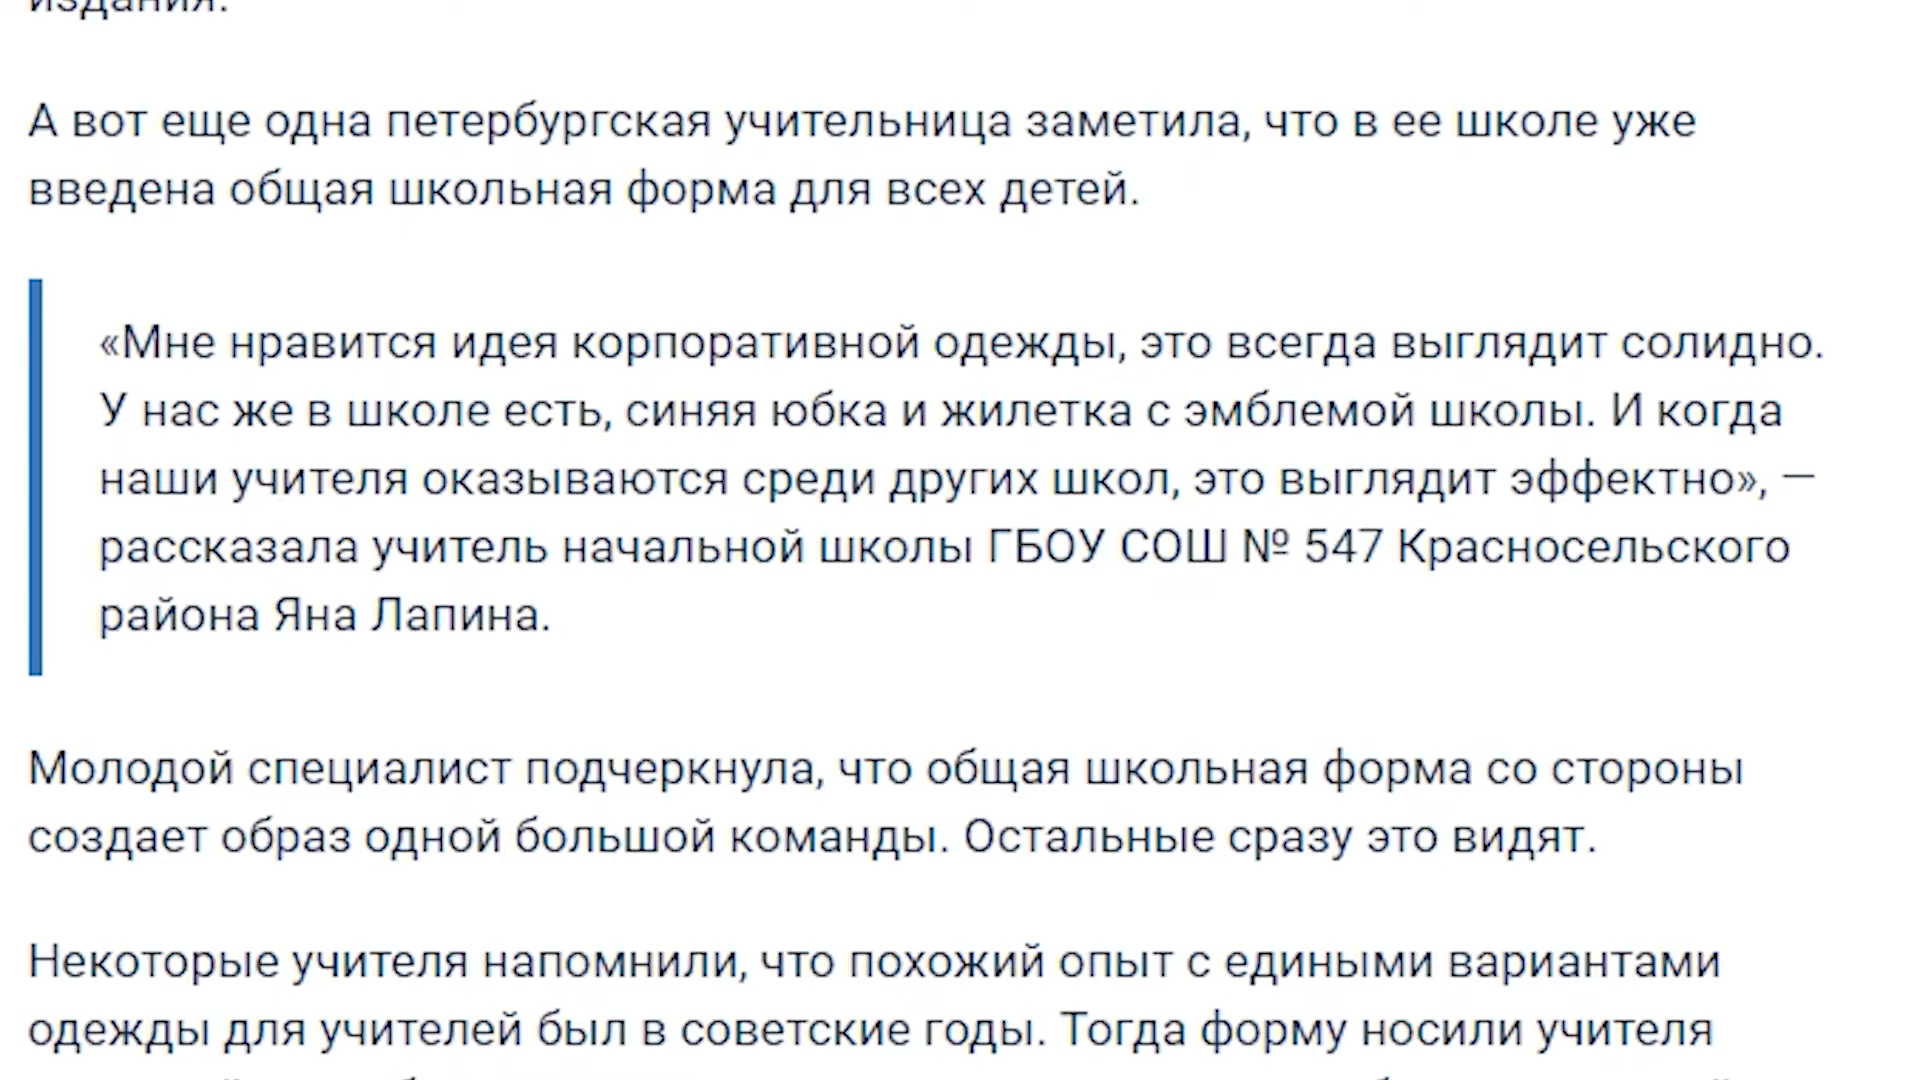 издания.
А вот еще одна петербургская учительница заметила, что в ее школе уже
введена общая школьная форма для всех детей.
«Мне нравится идея корпоративной одежды, это всегда выглядит солидно.
У нас же в школе есть, синяя юбка и жилетка с эмблемой школы. И когда
наши учителя оказываются среди других школ, это выглядит эффектно», —
рассказала учитель начальной школы ГБОУ СОШ № 547 Красносельского
района Яна Лапина.
Молодой специалист подчеркнула, что общая школьная форма со стороны
создает образ одной большой команды. Остальные сразу это видят.
Некоторые учителя напомнили, что похожий опыт с едиными вариантами
одежды для учителей был в советские годы. Тогда форму носили учителя